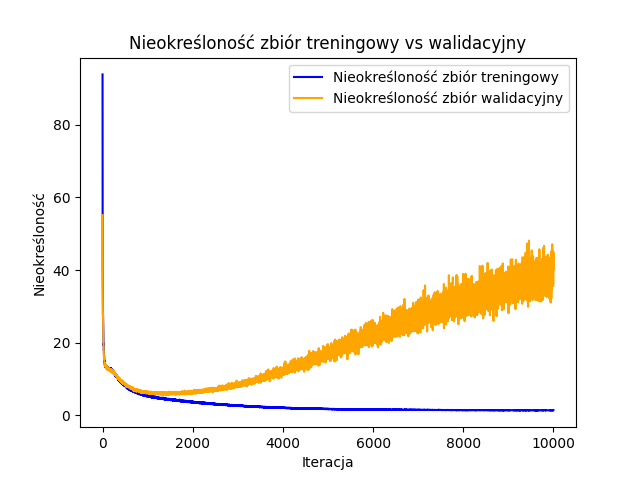 Nieokreśloność zbiór treningowy vs walidacyjny
Nieokreśloność zbiór treningowy
Nieokreśloność zbiór walidacyjny
Nieokreśloność
80
60
40
20
0
0 2000 4000 6000 8000 10000
Iteracja